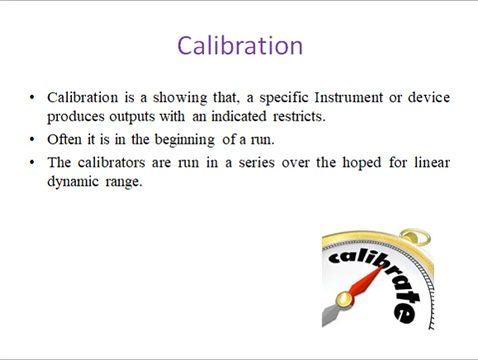 Calibration
• Calibration is a showing that, a specific Instrument or device
produces outputs with an indicated restricts.
• Often it is in the beginning of a run.
• The calibrators are run in a series over the hoped for linear
dynamic range.
calibrate